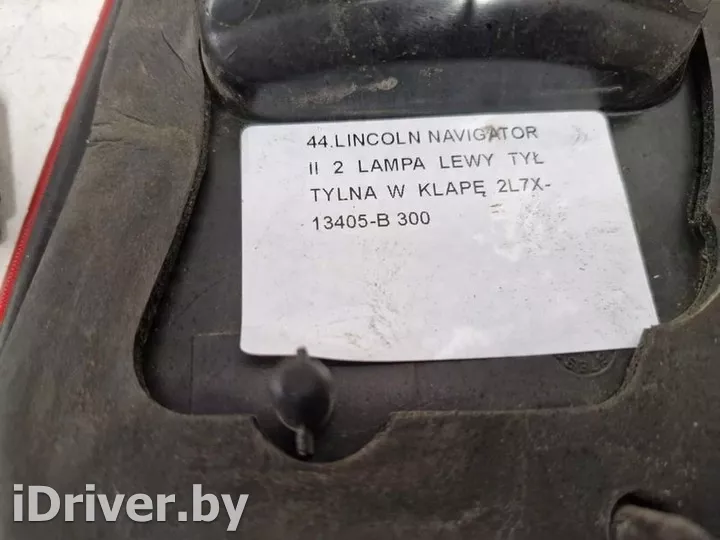 44.LINCOLN NAVIGATOR
II 2 LAMPA LEWY TYŁ
TYLNA W KLAPĘ 2L7X-
13405-B 300
iDriver.by